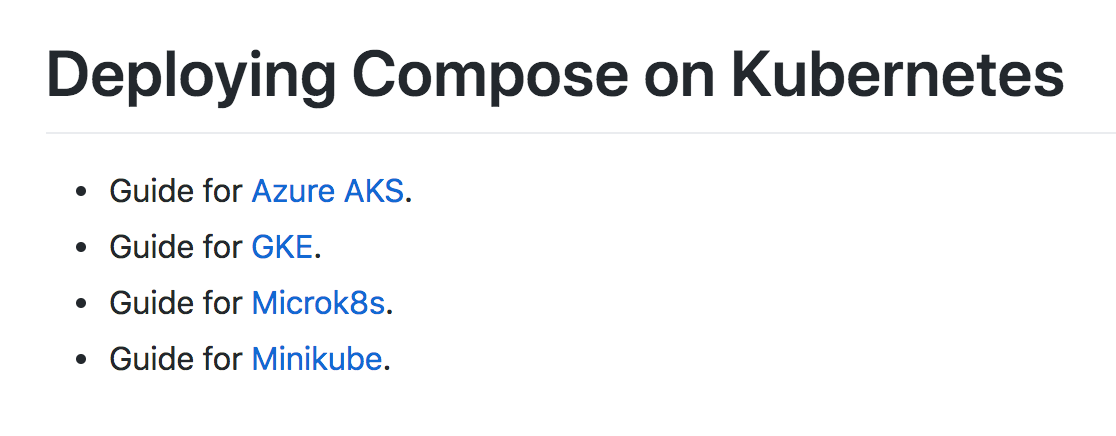 Deploying Compose on Kubernetes
• Guide for Azure AKS.
• Guide for GKE.
• Guide for Microk8s.
• Guide for Minikube.